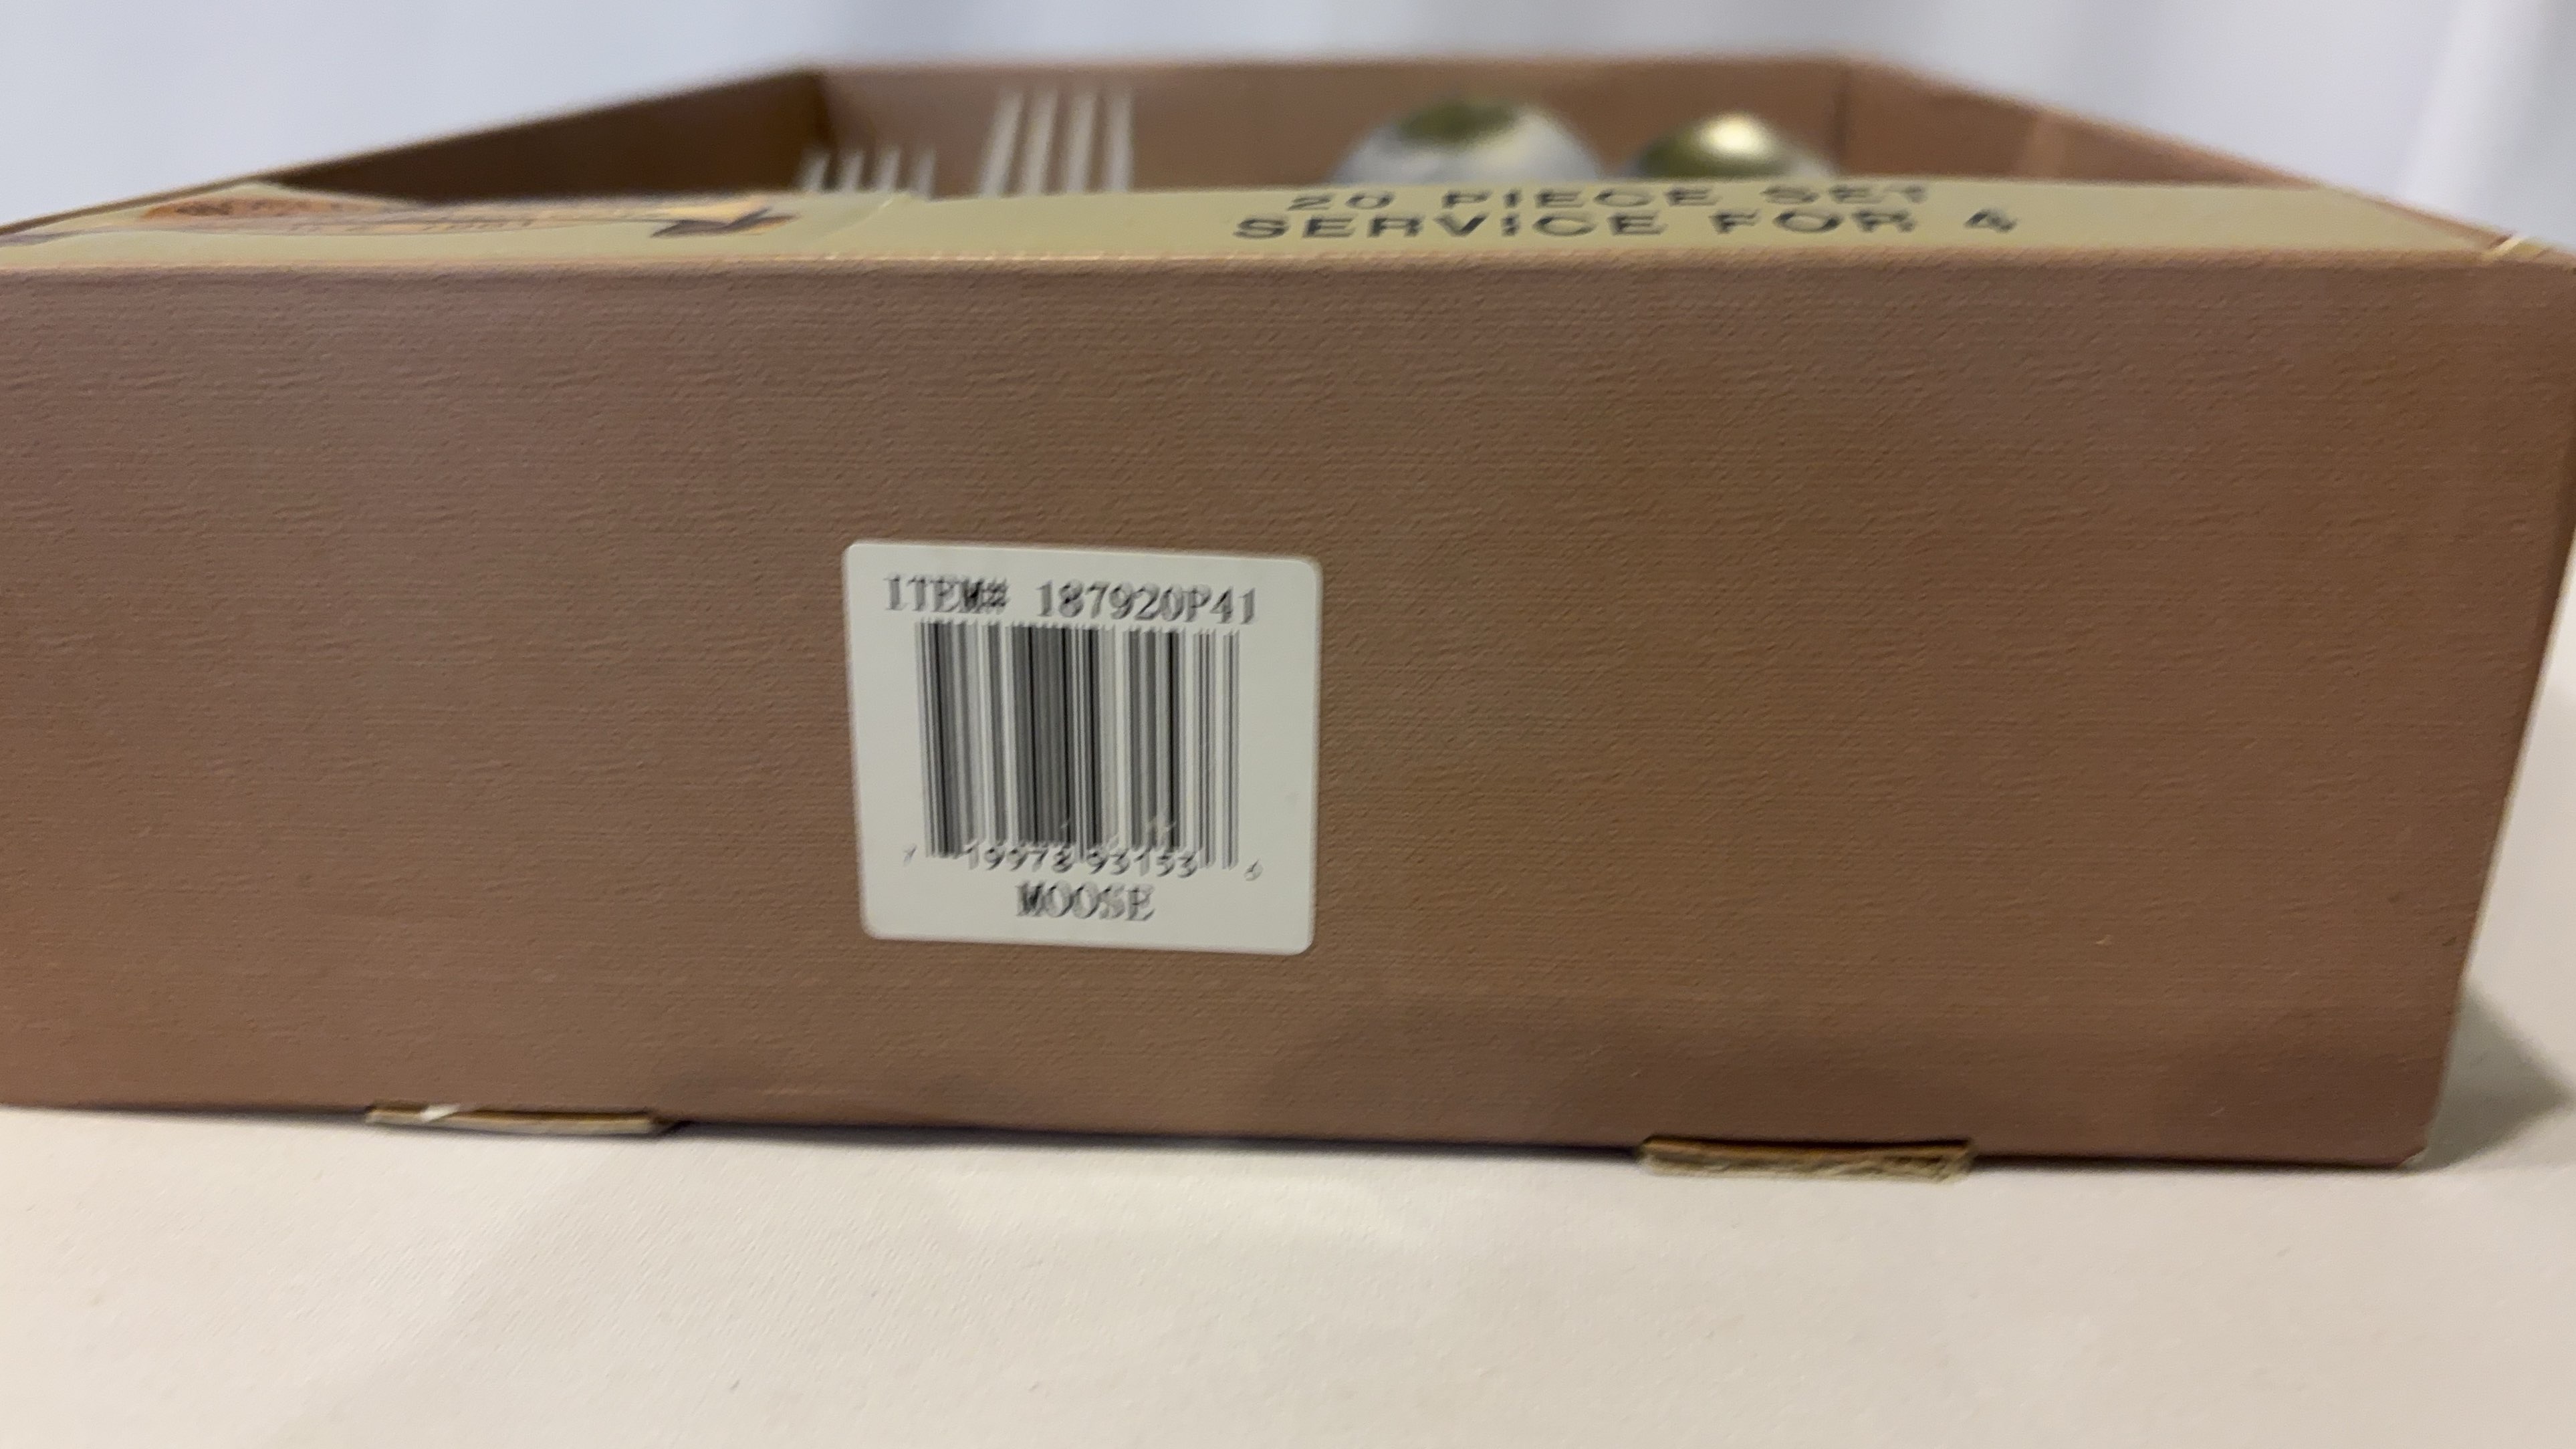 20 PIECE SET
SERVICE FOR 4
ITEM# 187920P41
7 19978 93153 6
MOOSE